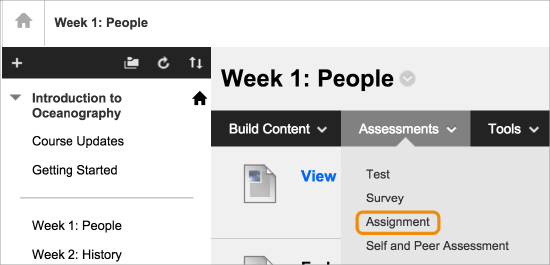 Week 1: People
Introduction to
Oceanography
Course Updates
Getting Started
Week 1: People
Week 2: History
Week 1: People
Build Content
Assessments
Tools
View
Test
Survey
Assignment
Self and Peer Assessment